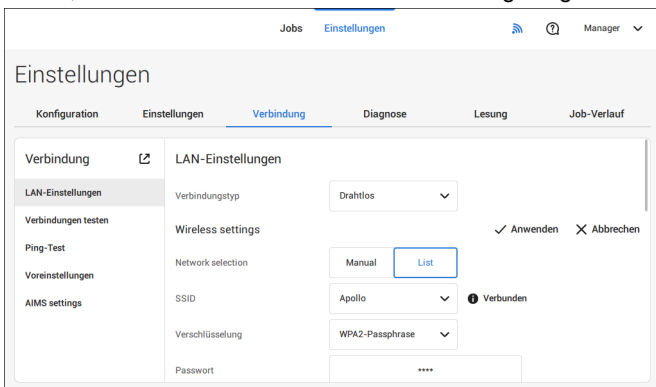 Jobs Einstellungen Manager
Einstellungen
Konfiguration Einstellungen Verbindung Diagnose Lesung Job-Verlauf
Verbindung LAN-Einstellungen
LAN-Einstellungen
Verbindungstyp Drahtlos
Verbindungen testen
Wireless settings Anwenden Abbrechen
Ping-Test
Network selection Manual List
Voreinstellungen
SSID Apollo Verbunden
AIMS settings
Verschlüsselung WPA2-Passphrase
Passwort ****